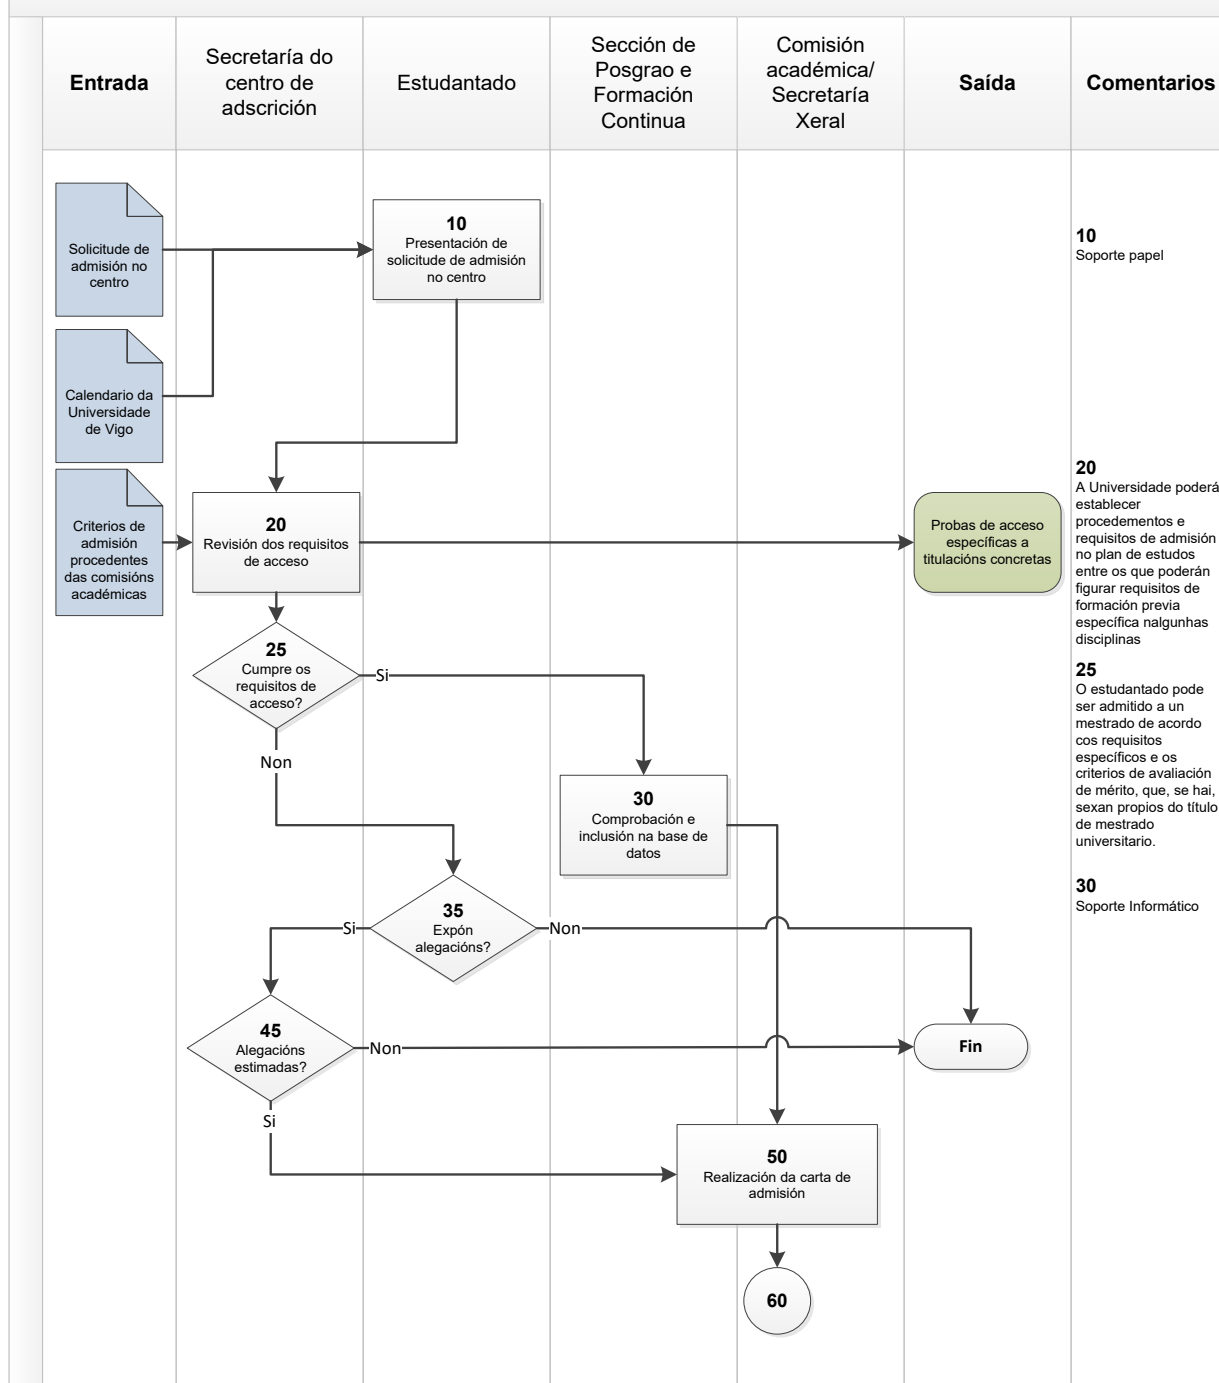 Entrada
Secretaría do
centro de
adscrición
Estudantado
Sección de
Posgrao e
Formación
Continua
Comisión
académica/
Secretaría
Xeral
Saída
Comentarios
Solicitude de
admisión no
centro
10
Presentación de
solicitude de admisión
no centro
10
Soporte papel
Calendario da
Universidade
de Vigo
Criterios de
admisión
procedentes
das comisións
académicas
20
Revisión dos requisitos
de acceso
Probas de acceso
específicas a
titulacións concretas
20
A Universidade poderá
establecer
procedementos e
requisitos de admisión
no plan de estudos
entre os que poderán
figurar requisitos de
formación previa
específica nalgunhas
disciplinas
25
Cumpre os
requisitos de
acceso?
Si
Non
25
O estudantado pode
ser admitido a un
mestrado de acordo
cos requisitos
específicos e os
criterios de avaliación
de mérito, que, se hai,
sexan propios do título
de mestrado
universitario.
30
Comprobación e
inclusión na base de
datos
30
Soporte Informático
35
Expón
alegacións?
Si
Non
45
Alegacións
estimadas?
Non
Si
Fin
50
Realización da carta de
admisión
60